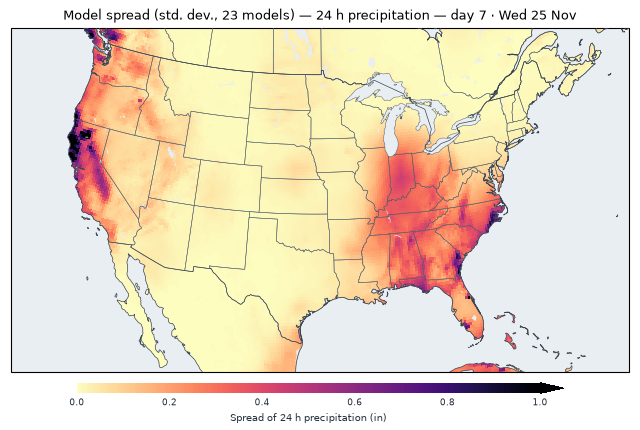 Model spread (std. dev., 23 models) — 24 h precipitation — day 7 · Wed 25 Nov
0.0 0.2 0.4 0.6 0.8 1.0
Spread of 24 h precipitation (in)